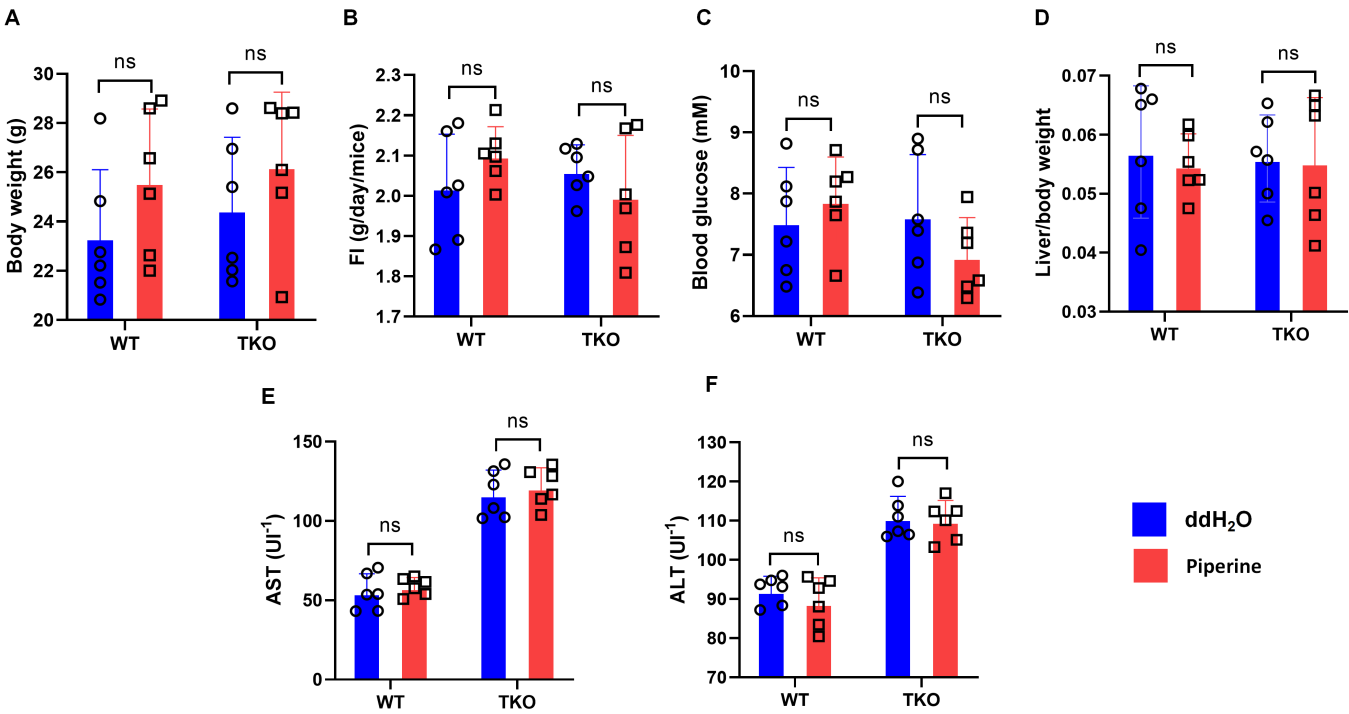 A
Body weight (g)
30
28
26
24
22
20
ns
ns
WT
TKO
B
FI (g/day/mice)
2.3
2.2
2.1
2.0
1.9
1.8
1.7
ns
ns
WT
TKO
C
Blood glucose (mM)
10
9
8
7
6
ns
ns
WT
TKO
D
Liver/body weight
0.07
0.06
0.05
0.04
0.03
ns
ns
WT
TKO
E
AST (UI⁻¹)
150
100
50
0
ns
ns
WT
TKO
F
ALT (UI⁻¹)
130
120
110
100
90
80
70
ns
ns
WT
TKO
ddH₂O
Piperine